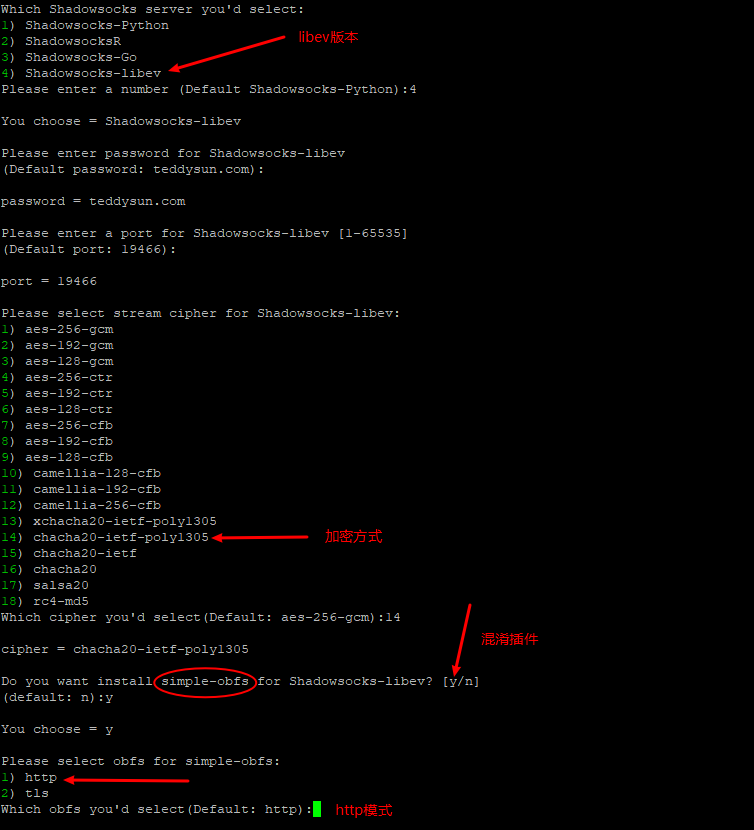 Which Shadowsocks server you'd select:
1) Shadowsocks-Python
2) ShadowsocksR
libev版本
3) Shadowsocks-Go
4) Shadowsocks-libev
Please enter a number (Default Shadowsocks-Python):4
You choose = Shadowsocks-libev
Please enter password for Shadowsocks-libev
(Default password: teddysun.com):
password = teddysun.com
Please enter a port for Shadowsocks-libev [1-65535]
(Default port: 19466):
port = 19466
Please select stream cipher for Shadowsocks-libev:
1) aes-256-gcm
2) aes-192-gcm
3) aes-128-gcm
4) aes-256-ctr
5) aes-192-ctr
6) aes-128-ctr
7) aes-256-cfb
8) aes-192-cfb
9) aes-128-cfb
10) camellia-128-cfb
11) camellia-192-cfb
12) camellia-256-cfb
13) xchacha20-ietf-poly1305
14) chacha20-ietf-poly1305
加密方式
15) chacha20-ietf
16) chacha20
17) salsa20
18) rc4-md5
Which cipher you'd select(Default: aes-256-gcm):14
混淆插件
cipher = chacha20-ietf-poly1305
Do you want install simple-obfs for Shadowsocks-libev? [y/n]
(default: n):y
You choose = y
Please select obfs for simple-obfs:
1) http
2) tls
Which obfs you'd select(Default: http):
http模式